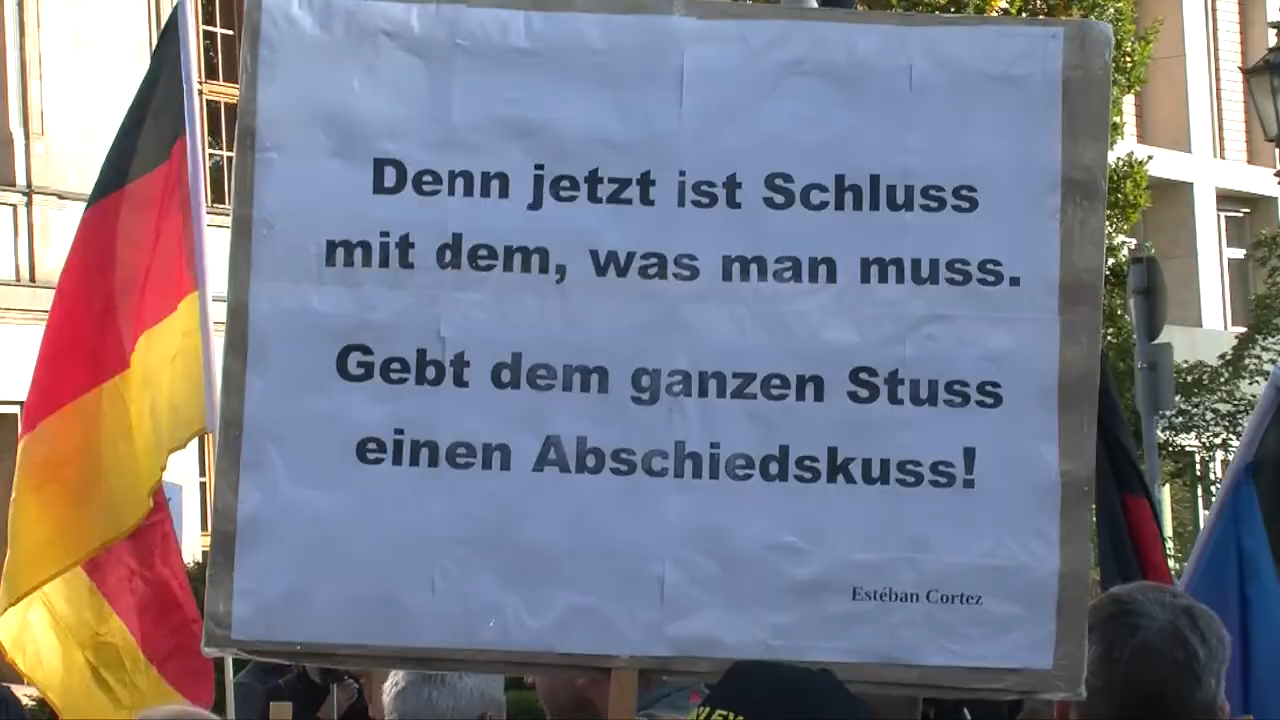 Denn jetzt ist Schluss
mit dem, was man muss.
Gebt dem ganzen Stuss
einen Abschiedskuss!
Estéban Cortez